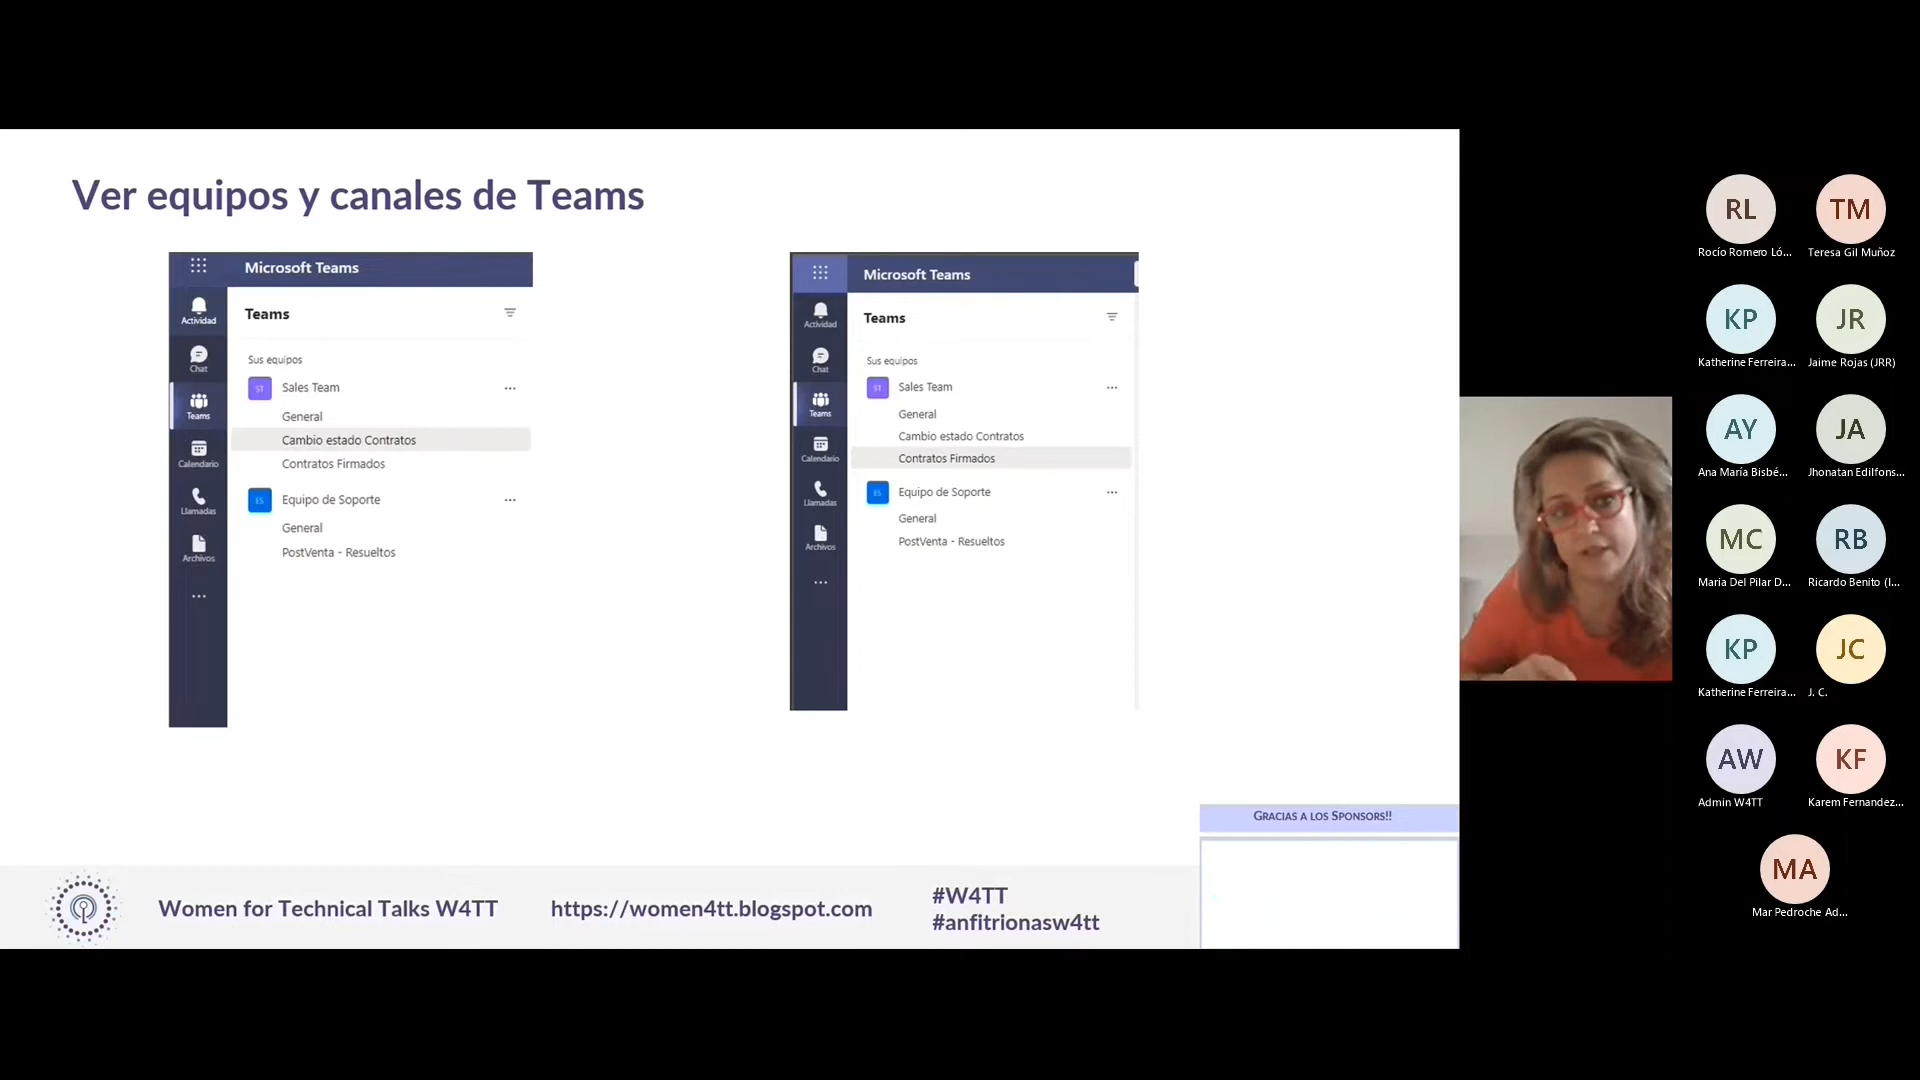 Ver equipos y canales de Teams
Microsoft Teams
Actividad
Chat
Teams
Calendario
Llamadas
Archivos
...
Teams
Sus equipos
ST Sales Team ...
General
Cambio estado Contratos
Contratos Firmados
ES Equipo de Soporte ...
General
PostVenta - Resueltos
Microsoft Teams
Actividad
Chat
Teams
Calendario
Llamadas
Archivos
...
Teams
Sus equipos
ST Sales Team ...
General
Cambio estado Contratos
Contratos Firmados
ES Equipo de Soporte ...
General
PostVenta - Resueltos
GRACIAS A LOS SPONSORS!!
Women for Technical Talks W4TT
https://women4tt.blogspot.com
#W4TT
#anfitrionasw4tt
RL TM
Rocío Romero Ló... Teresa Gil Muñoz
KP JR
Katherine Ferreira... Jaime Rojas (JRR)
AY JA
Ana María Bisbé... Jhonatan Edilfons...
MC RB
Maria Del Pilar D... Ricardo Benito (I...
KP JC
Katherine Ferreira... J. C.
AW KF
Admin W4TT Karem Fernandez...
MA
Mar Pedroche Ad...